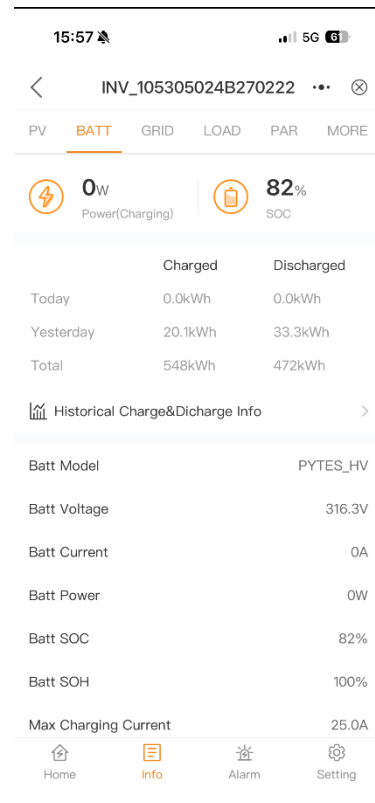 15:57
5G 61
INV_105305024B270222
PV BATT GRID LOAD PAR MORE
0W
Power(Charging)
82%
SOC
Charged Discharged
Today 0.0kWh 0.0kWh
Yesterday 20.1kWh 33.3kWh
Total 548kWh 472kWh
Historical Charge&Dicharge Info
Batt Model PYTES_HV
Batt Voltage 316.3V
Batt Current 0A
Batt Power 0W
Batt SOC 82%
Batt SOH 100%
Max Charging Current 25.0A
Home Info Alarm Setting